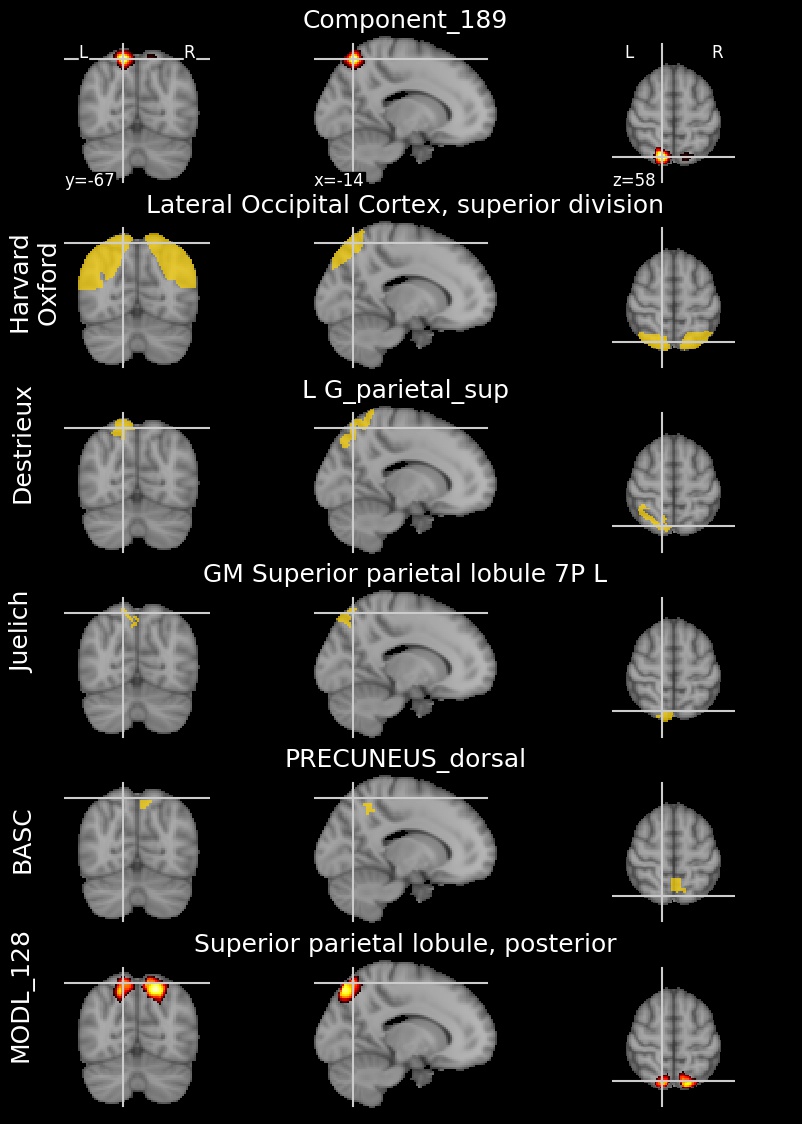 Component_189
L R
L R
y=-67
x=-14
z=58
Lateral Occipital Cortex, superior division
Harvard
Oxford
L G_parietal_sup
Destrieux
GM Superior parietal lobule 7P L
Juelich
PRECUNEUS_dorsal
BASC
Superior parietal lobule, posterior
MODL_128